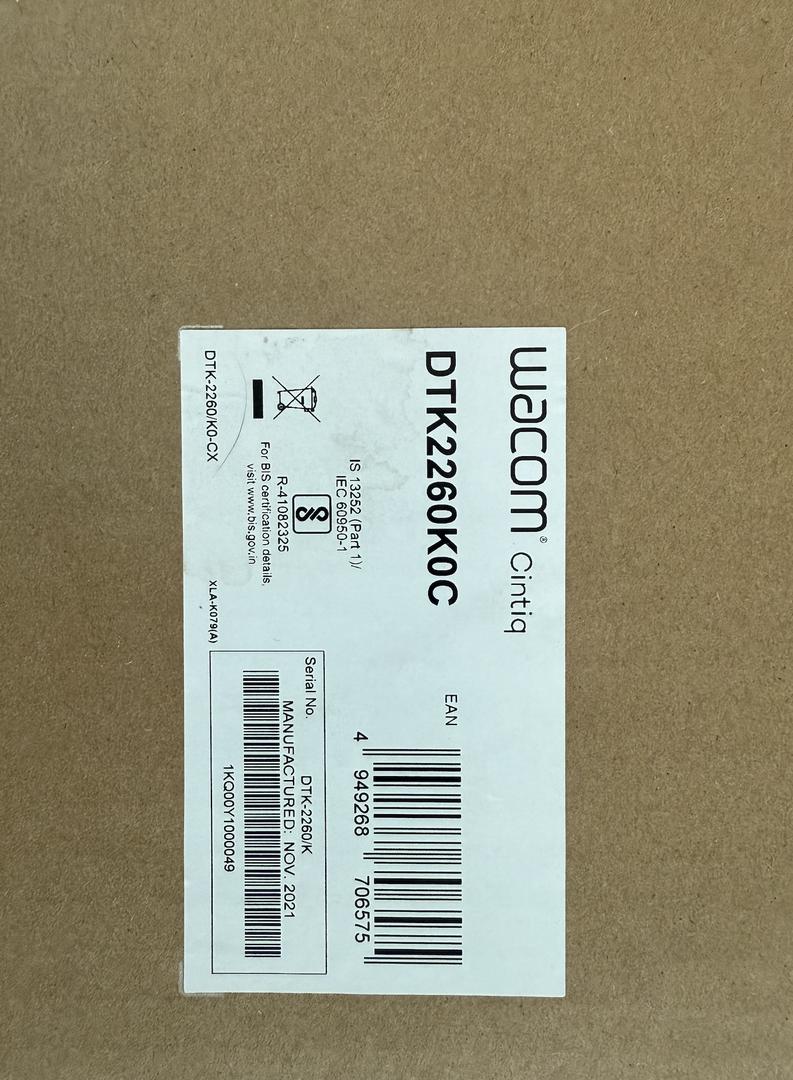 wacom® Cintiq
DTK2260K0C
EAN
4 949268 706575
IS 13252 (Part 1)/
IEC 60950-1
R-41082325
For BIS certification details,
visit www.bis.gov.in
DTK-2260/K0-CX
XLA-K079(A)
Serial No.
DTK-2260/K
MANUFACTURED: NOV. 2021
1KQ00Y1000049